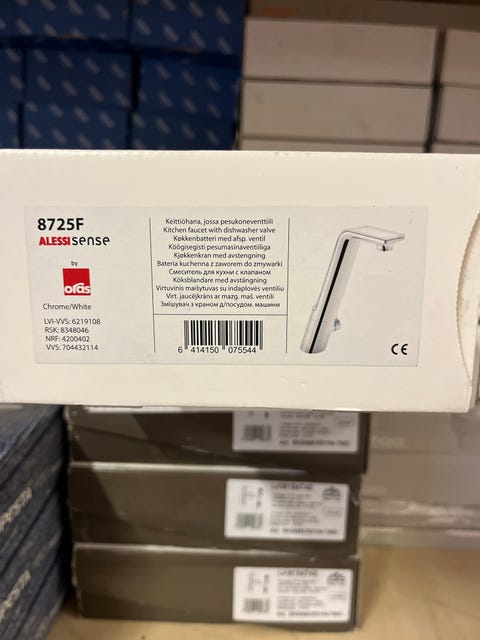 8725F
ALESSI sense
by
oras
Chrome/White
LVI-VVS: 6219108
RSK: 8348046
NRF: 4200402
VVS: 704432114
Keittiöhana, jossa pesukoneventtiili
Kitchen faucet with dishwasher valve
Køkkenbatteri med afsp. ventil
Köögisegisti pesumasinaventiiliga
Kjøkkenkran med avstengning
Bateria kuchenna z zaworem do zmywarki
Смеситель для кухни с клапаном
Köksblandare med avstängning
Virtuvinis maišytuvas su indaplovės ventiliu
Virt. jaucējkrāns ar mazg. maš. ventili
Змішувач з краном д/посудом. машини
6 414150 075544
CE